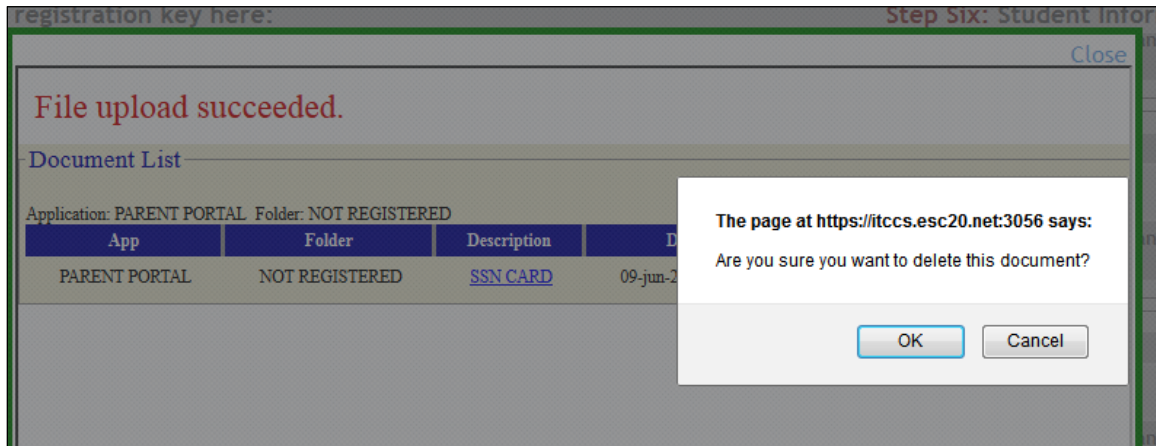 registration key here:
Step Six: Student Infor
Close
File upload succeeded.
Document List
Application: PARENT PORTAL Folder: NOT REGISTERED
App Folder Description D
PARENT PORTAL NOT REGISTERED SSN CARD 09-jun-2
The page at https://itccs.esc20.net:3056 says:
Are you sure you want to delete this document?
OK Cancel